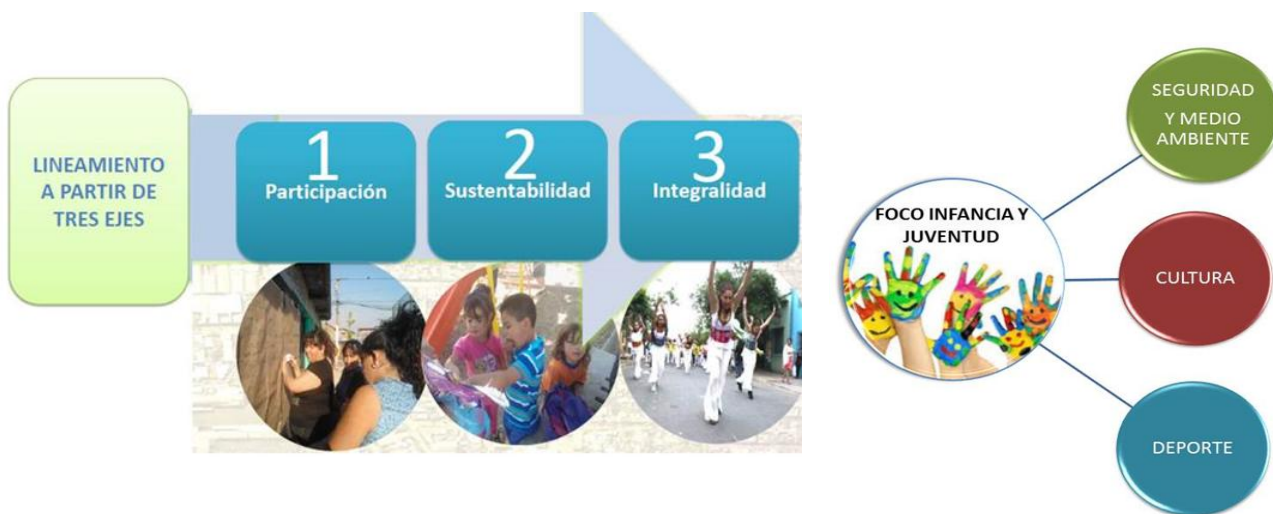 LINEAMIENTO
A PARTIR DE
TRES EJES
1
Participación
2
Sustentabilidad
3
Integralidad
FOCO INFANCIA Y
JUVENTUD
SEGURIDAD
Y MEDIO
AMBIENTE
CULTURA
DEPORTE